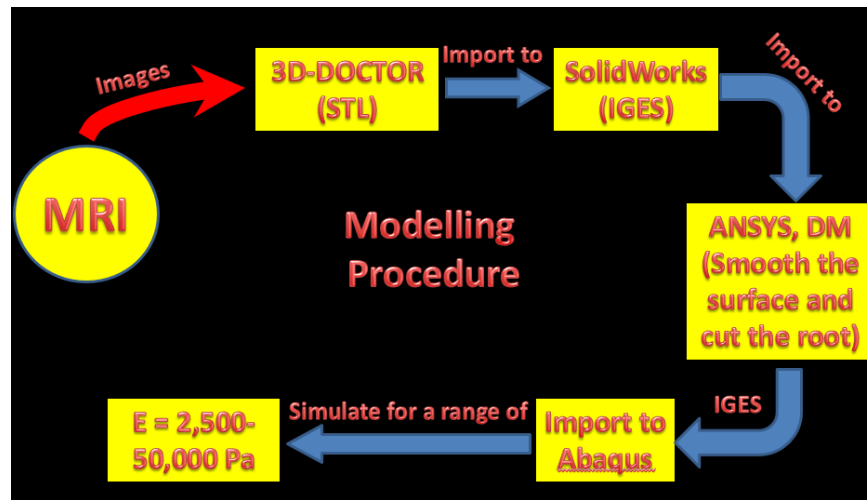 Images
3D-DOCTOR
(STL)
Import to
SolidWorks
(IGES)
Import to
MRI
Modelling
Procedure
ANSYS, DM
(Smooth the
surface and
cut the root)
IGES
Import to
Abaqus
Simulate for a range of
E = 2,500-
50,000 Pa